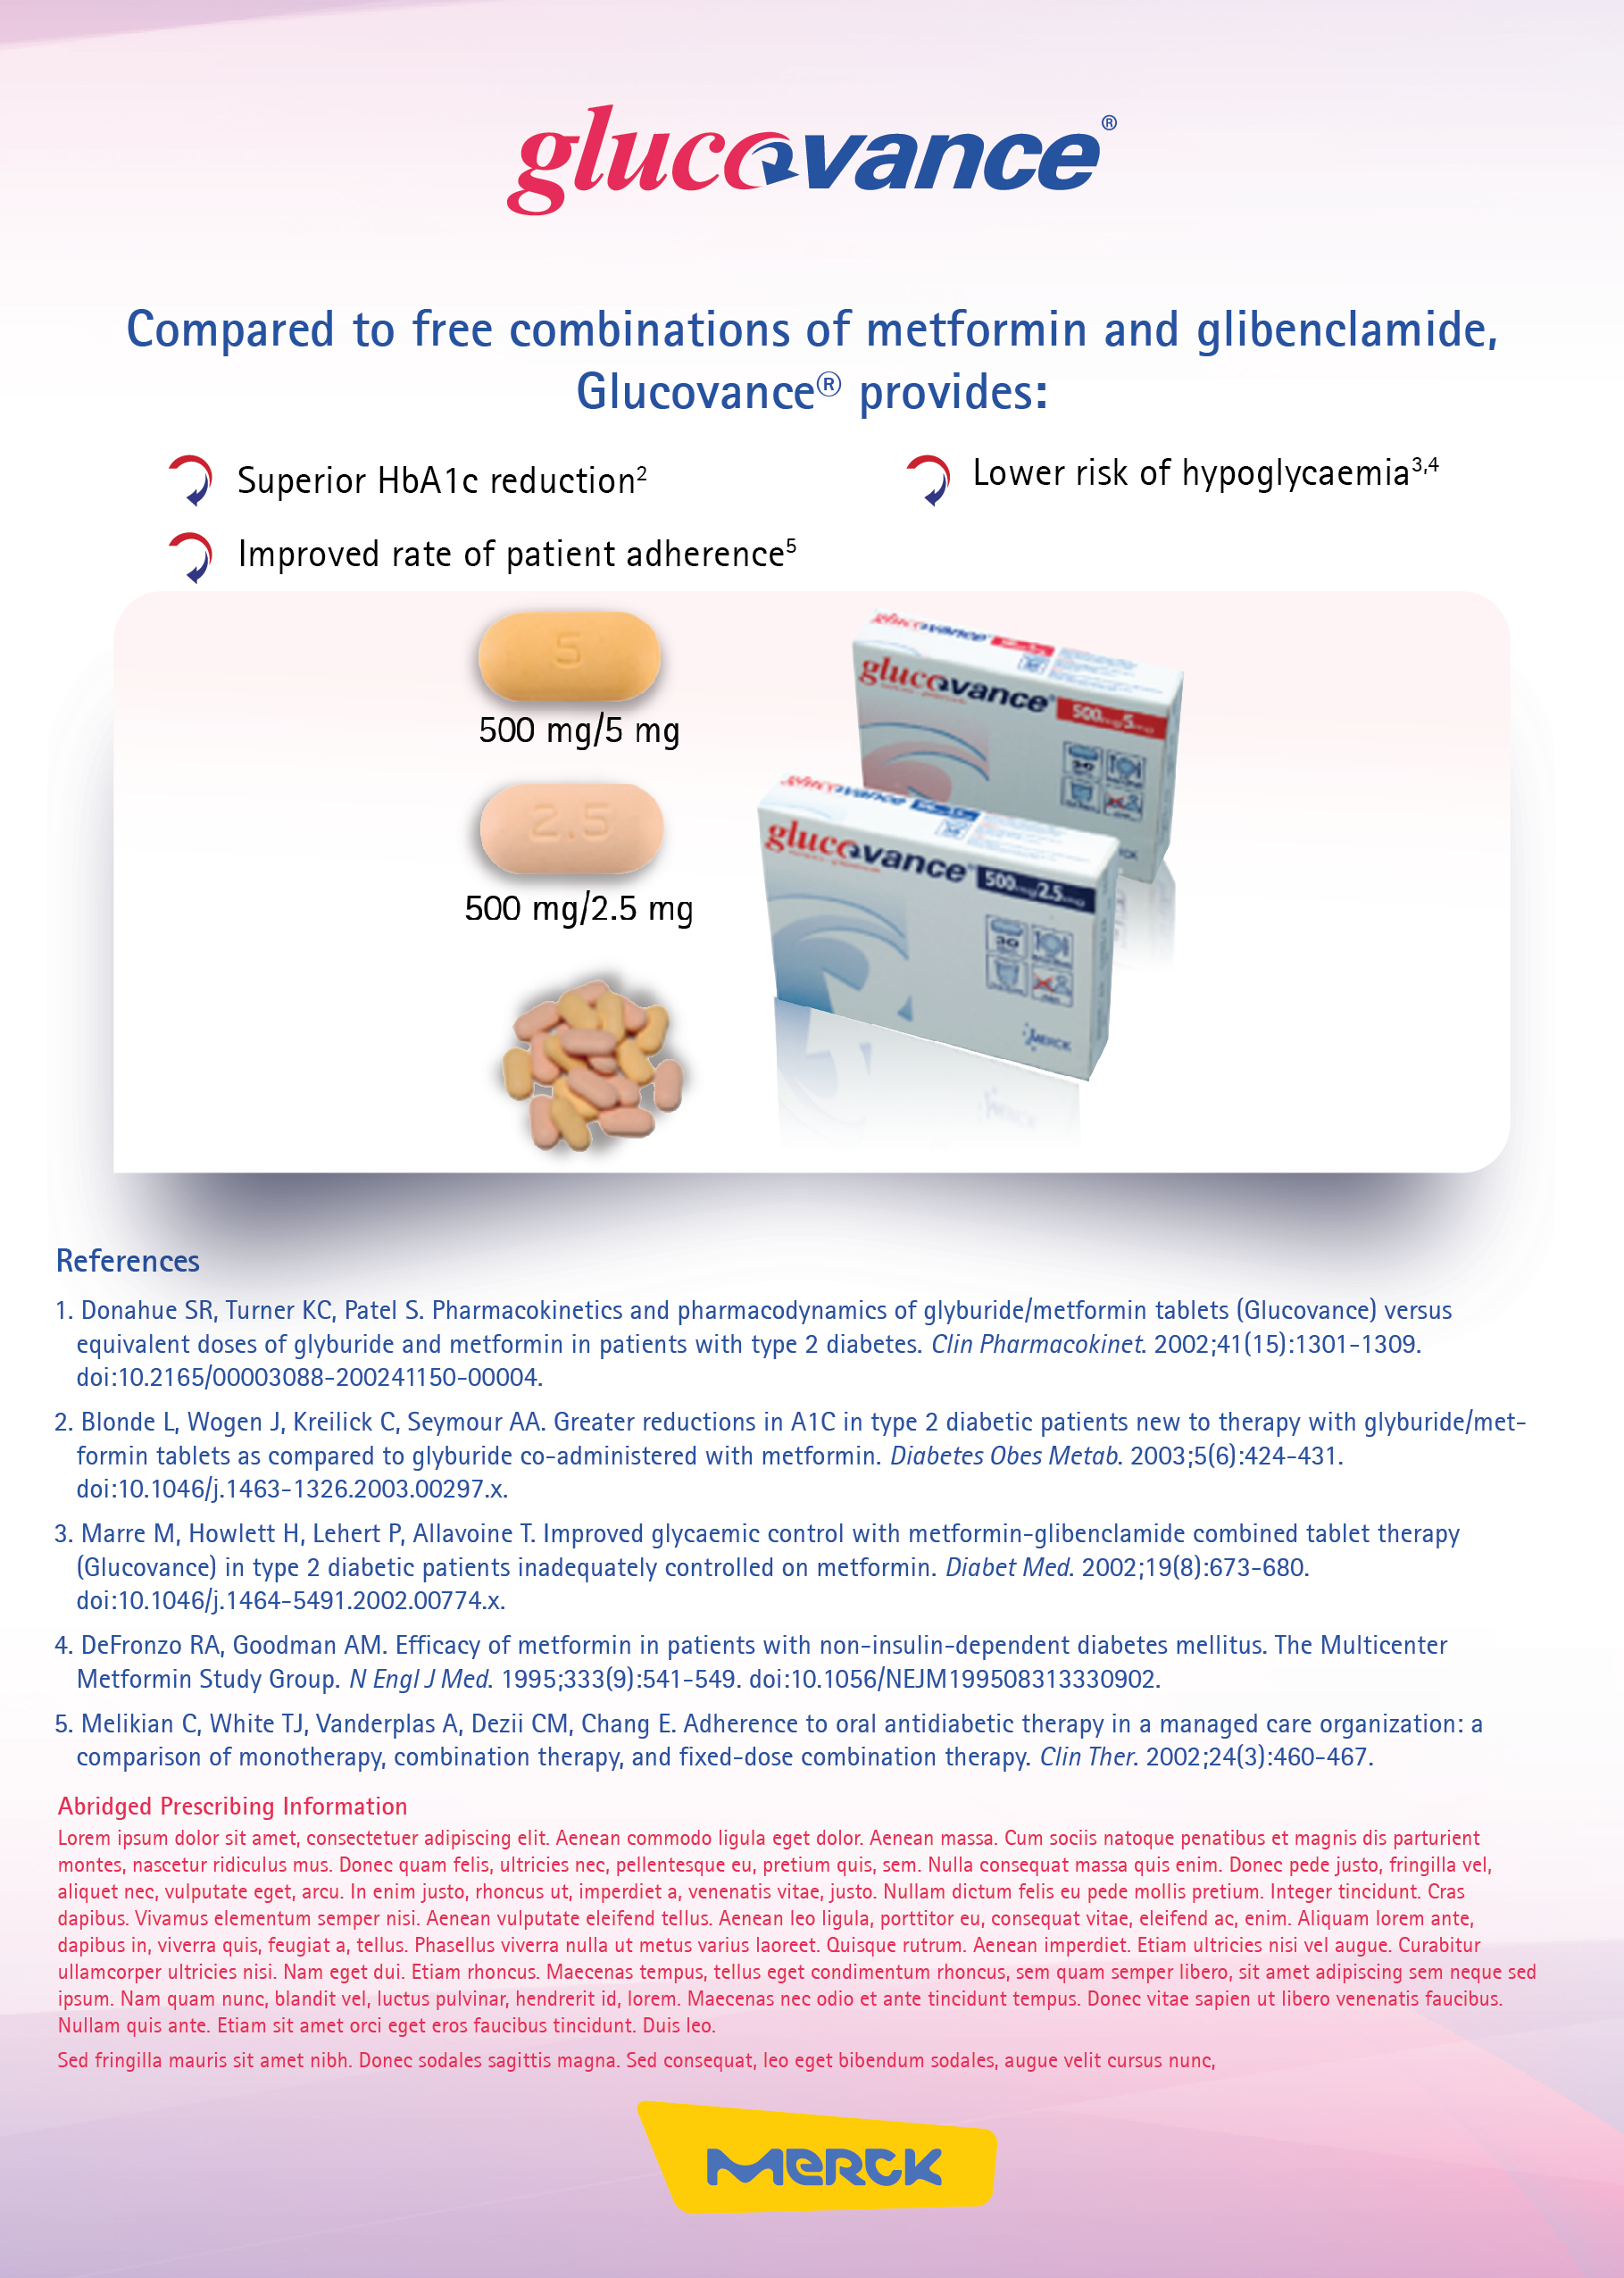 glucovance®
Compared to free combinations of metformin and glibenclamide,
Glucovance® provides:
Superior HbA1c reduction2
Lower risk of hypoglycaemia3,4
Improved rate of patient adherence5
5
500 mg/5 mg
2.5
500 mg/2.5 mg
glucovance
glucovance
500mg 5mg
glucovance
glucovance
500mg 2.5mg
30
MERCK
References
1. Donahue SR, Turner KC, Patel S. Pharmacokinetics and pharmacodynamics of glyburide/metformin tablets (Glucovance) versus
equivalent doses of glyburide and metformin in patients with type 2 diabetes. Clin Pharmacokinet. 2002;41(15):1301-1309.
doi:10.2165/00003088-200241150-00004.
2. Blonde L, Wogen J, Kreilick C, Seymour AA. Greater reductions in A1C in type 2 diabetic patients new to therapy with glyburide/met-
formin tablets as compared to glyburide co-administered with metformin. Diabetes Obes Metab. 2003;5(6):424-431.
doi:10.1046/j.1463-1326.2003.00297.x.
3. Marre M, Howlett H, Lehert P, Allavoine T. Improved glycaemic control with metformin-glibenclamide combined tablet therapy
(Glucovance) in type 2 diabetic patients inadequately controlled on metformin. Diabet Med. 2002;19(8):673-680.
doi:10.1046/j.1464-5491.2002.00774.x.
4. DeFronzo RA, Goodman AM. Efficacy of metformin in patients with non-insulin-dependent diabetes mellitus. The Multicenter
Metformin Study Group. N Engl J Med. 1995;333(9):541-549. doi:10.1056/NEJM199508313330902.
5. Melikian C, White TJ, Vanderplas A, Dezii CM, Chang E. Adherence to oral antidiabetic therapy in a managed care organization: a
comparison of monotherapy, combination therapy, and fixed-dose combination therapy. Clin Ther. 2002;24(3):460-467.
Abridged Prescribing Information
Lorem ipsum dolor sit amet, consectetuer adipiscing elit. Aenean commodo ligula eget dolor. Aenean massa. Cum sociis natoque penatibus et magnis dis parturient
montes, nascetur ridiculus mus. Donec quam felis, ultricies nec, pellentesque eu, pretium quis, sem. Nulla consequat massa quis enim. Donec pede justo, fringilla vel,
aliquet nec, vulputate eget, arcu. In enim justo, rhoncus ut, imperdiet a, venenatis vitae, justo. Nullam dictum felis eu pede mollis pretium. Integer tincidunt. Cras
dapibus. Vivamus elementum semper nisi. Aenean vulputate eleifend tellus. Aenean leo ligula, porttitor eu, consequat vitae, eleifend ac, enim. Aliquam lorem ante,
dapibus in, viverra quis, feugiat a, tellus. Phasellus viverra nulla ut metus varius laoreet. Quisque rutrum. Aenean imperdiet. Etiam ultricies nisi vel augue. Curabitur
ullamcorper ultricies nisi. Nam eget dui. Etiam rhoncus. Maecenas tempus, tellus eget condimentum rhoncus, sem quam semper libero, sit amet adipiscing sem neque sed
ipsum. Nam quam nunc, blandit vel, luctus pulvinar, hendrerit id, lorem. Maecenas nec odio et ante tincidunt tempus. Donec vitae sapien ut libero venenatis faucibus.
Nullam quis ante. Etiam sit amet orci eget eros faucibus tincidunt. Duis leo.
Sed fringilla mauris sit amet nibh. Donec sodales sagittis magna. Sed consequat, leo eget bibendum sodales, augue velit cursus nunc,
MERCK